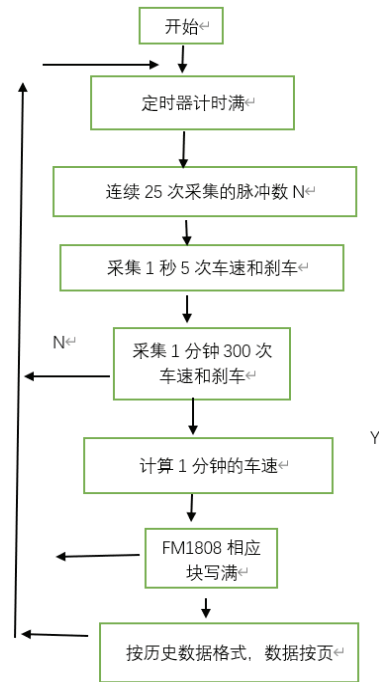 开始
定时器计时满
连续 25 次采集的脉冲数 N
采集 1 秒 5 次车速和刹车
N
采集 1 分钟 300 次
车速和刹车
Y
计算 1 分钟的车速
FM1808 相应
块写满
按历史数据格式，数据按页